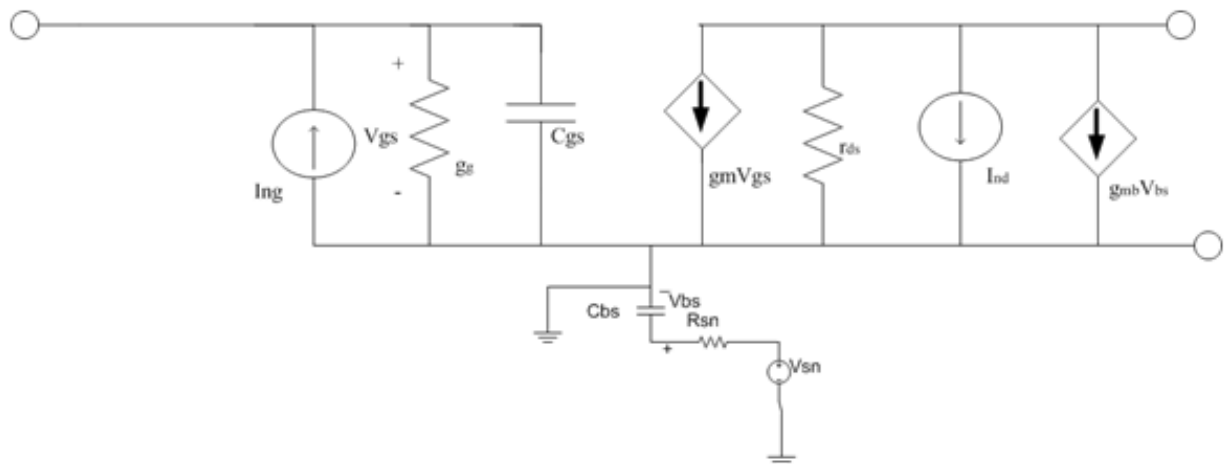 +
Vgs
-
Ing
gg
Cgs
gmVgs
rds
Ind
gmbVbs
Cbs
-
Vbs
+
Rsn
Vsn